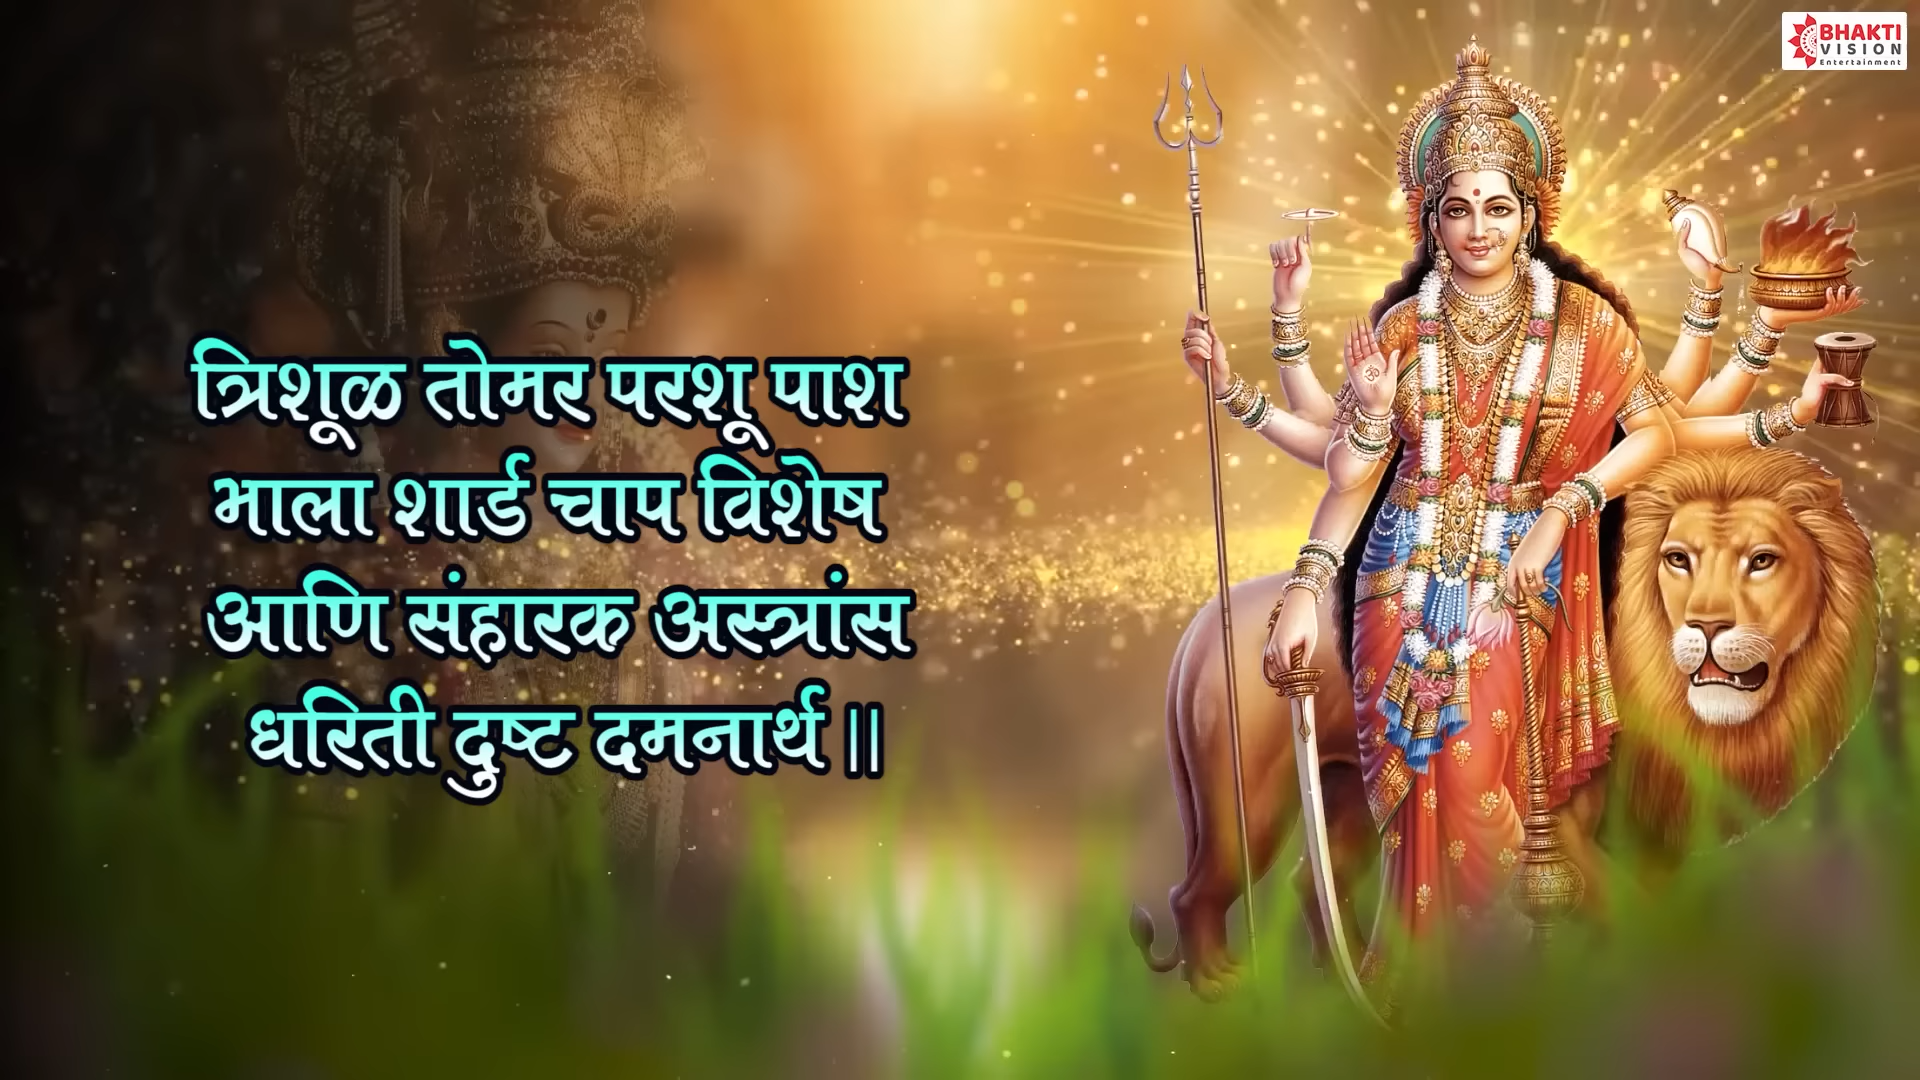 त्रिशूळ तोमर परशू पाश
भाला शार्ड चाप विशेष
आणि संहारक अस्त्रांस
धरिती दुष्ट दमनार्थ ||
BHAKTI
VISION
Entertainment